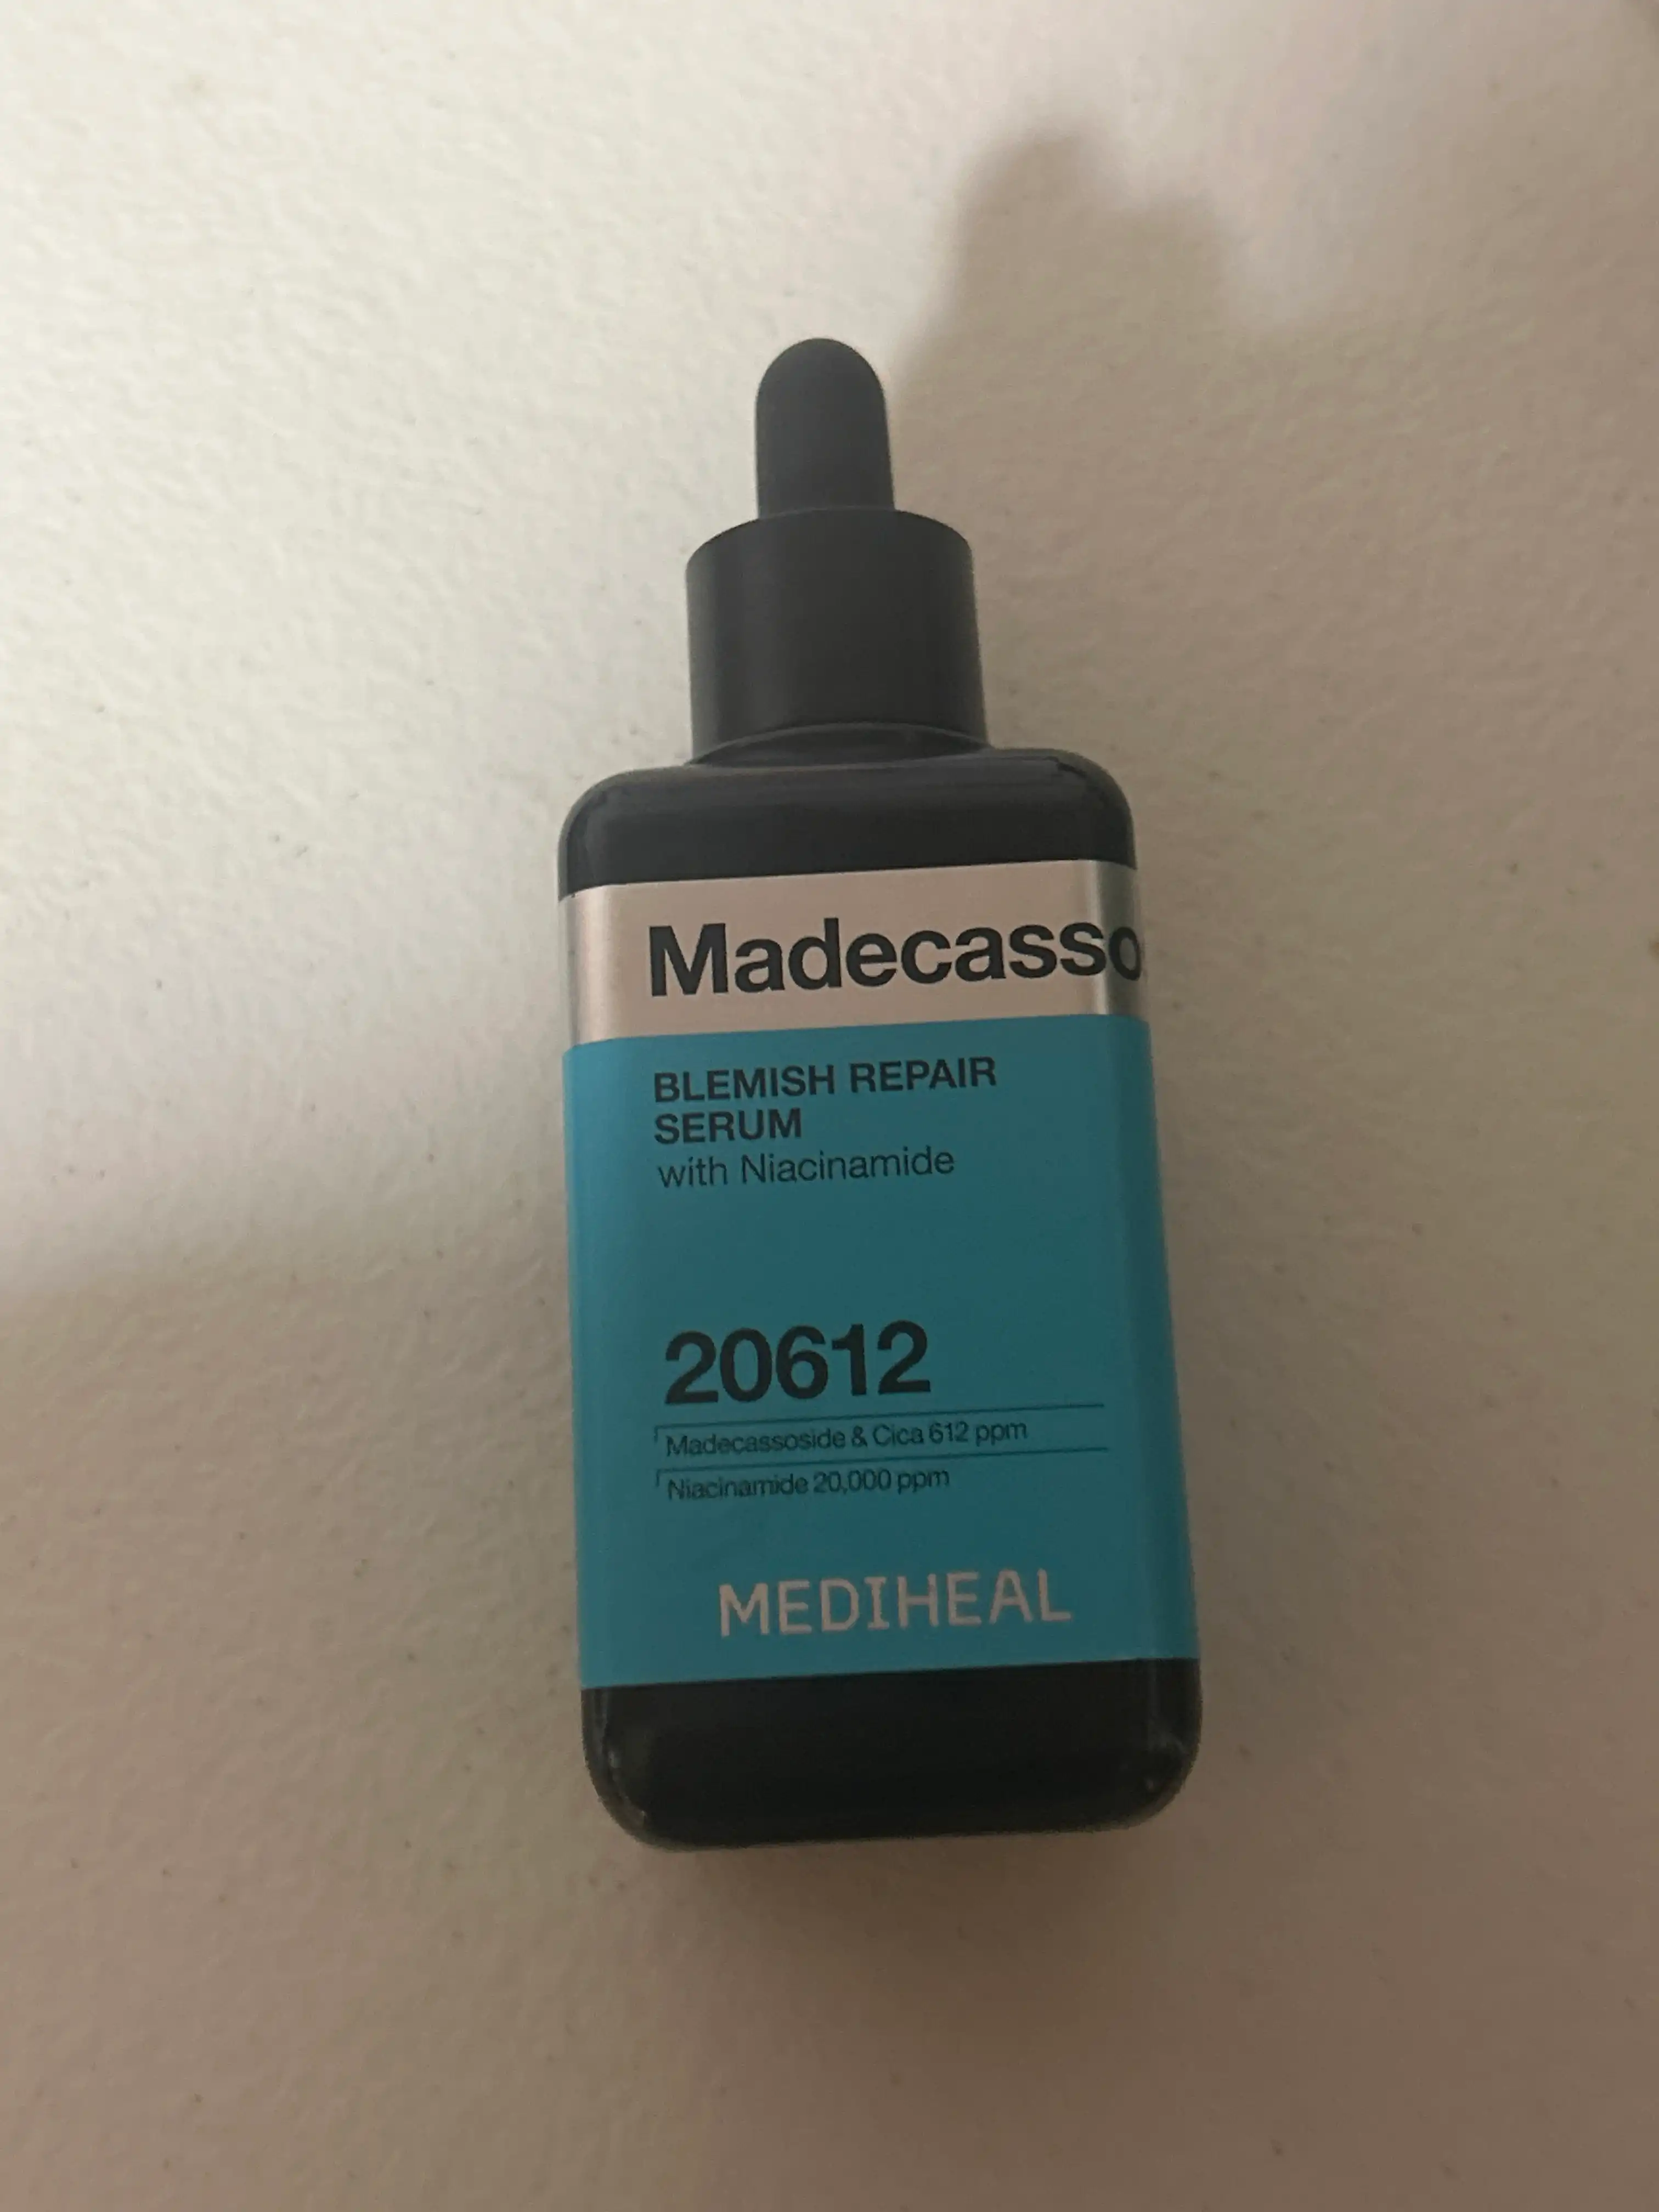 Madecasso
BLEMISH REPAIR
SERUM
with Niacinamide
20612
Madecassoside & Cica 612 ppm
Niacinamide 20,000 ppm
MEDIHEAL